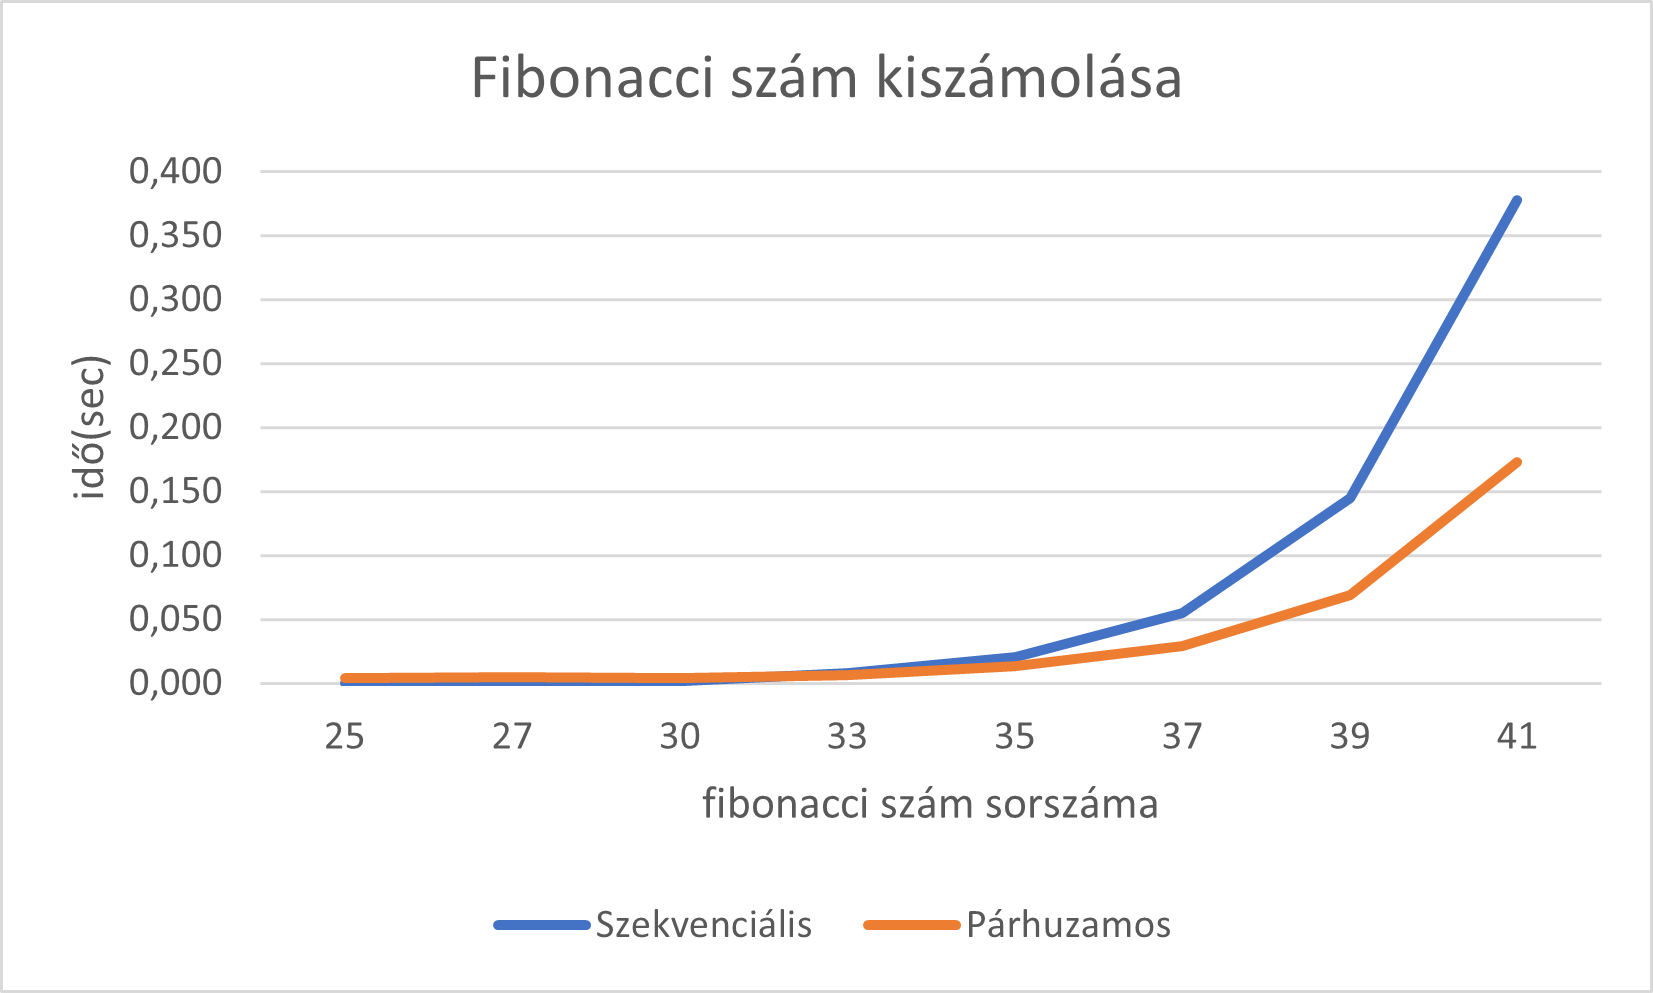 Fibonacci szám kiszámolása
0,400
0,350
0,300
0,250
0,200
0,150
0,100
0,050
0,000
idő(sec)
25 27 30 33 35 37 39 41
fibonacci szám sorszáma
Szekvenciális Párhuzamos